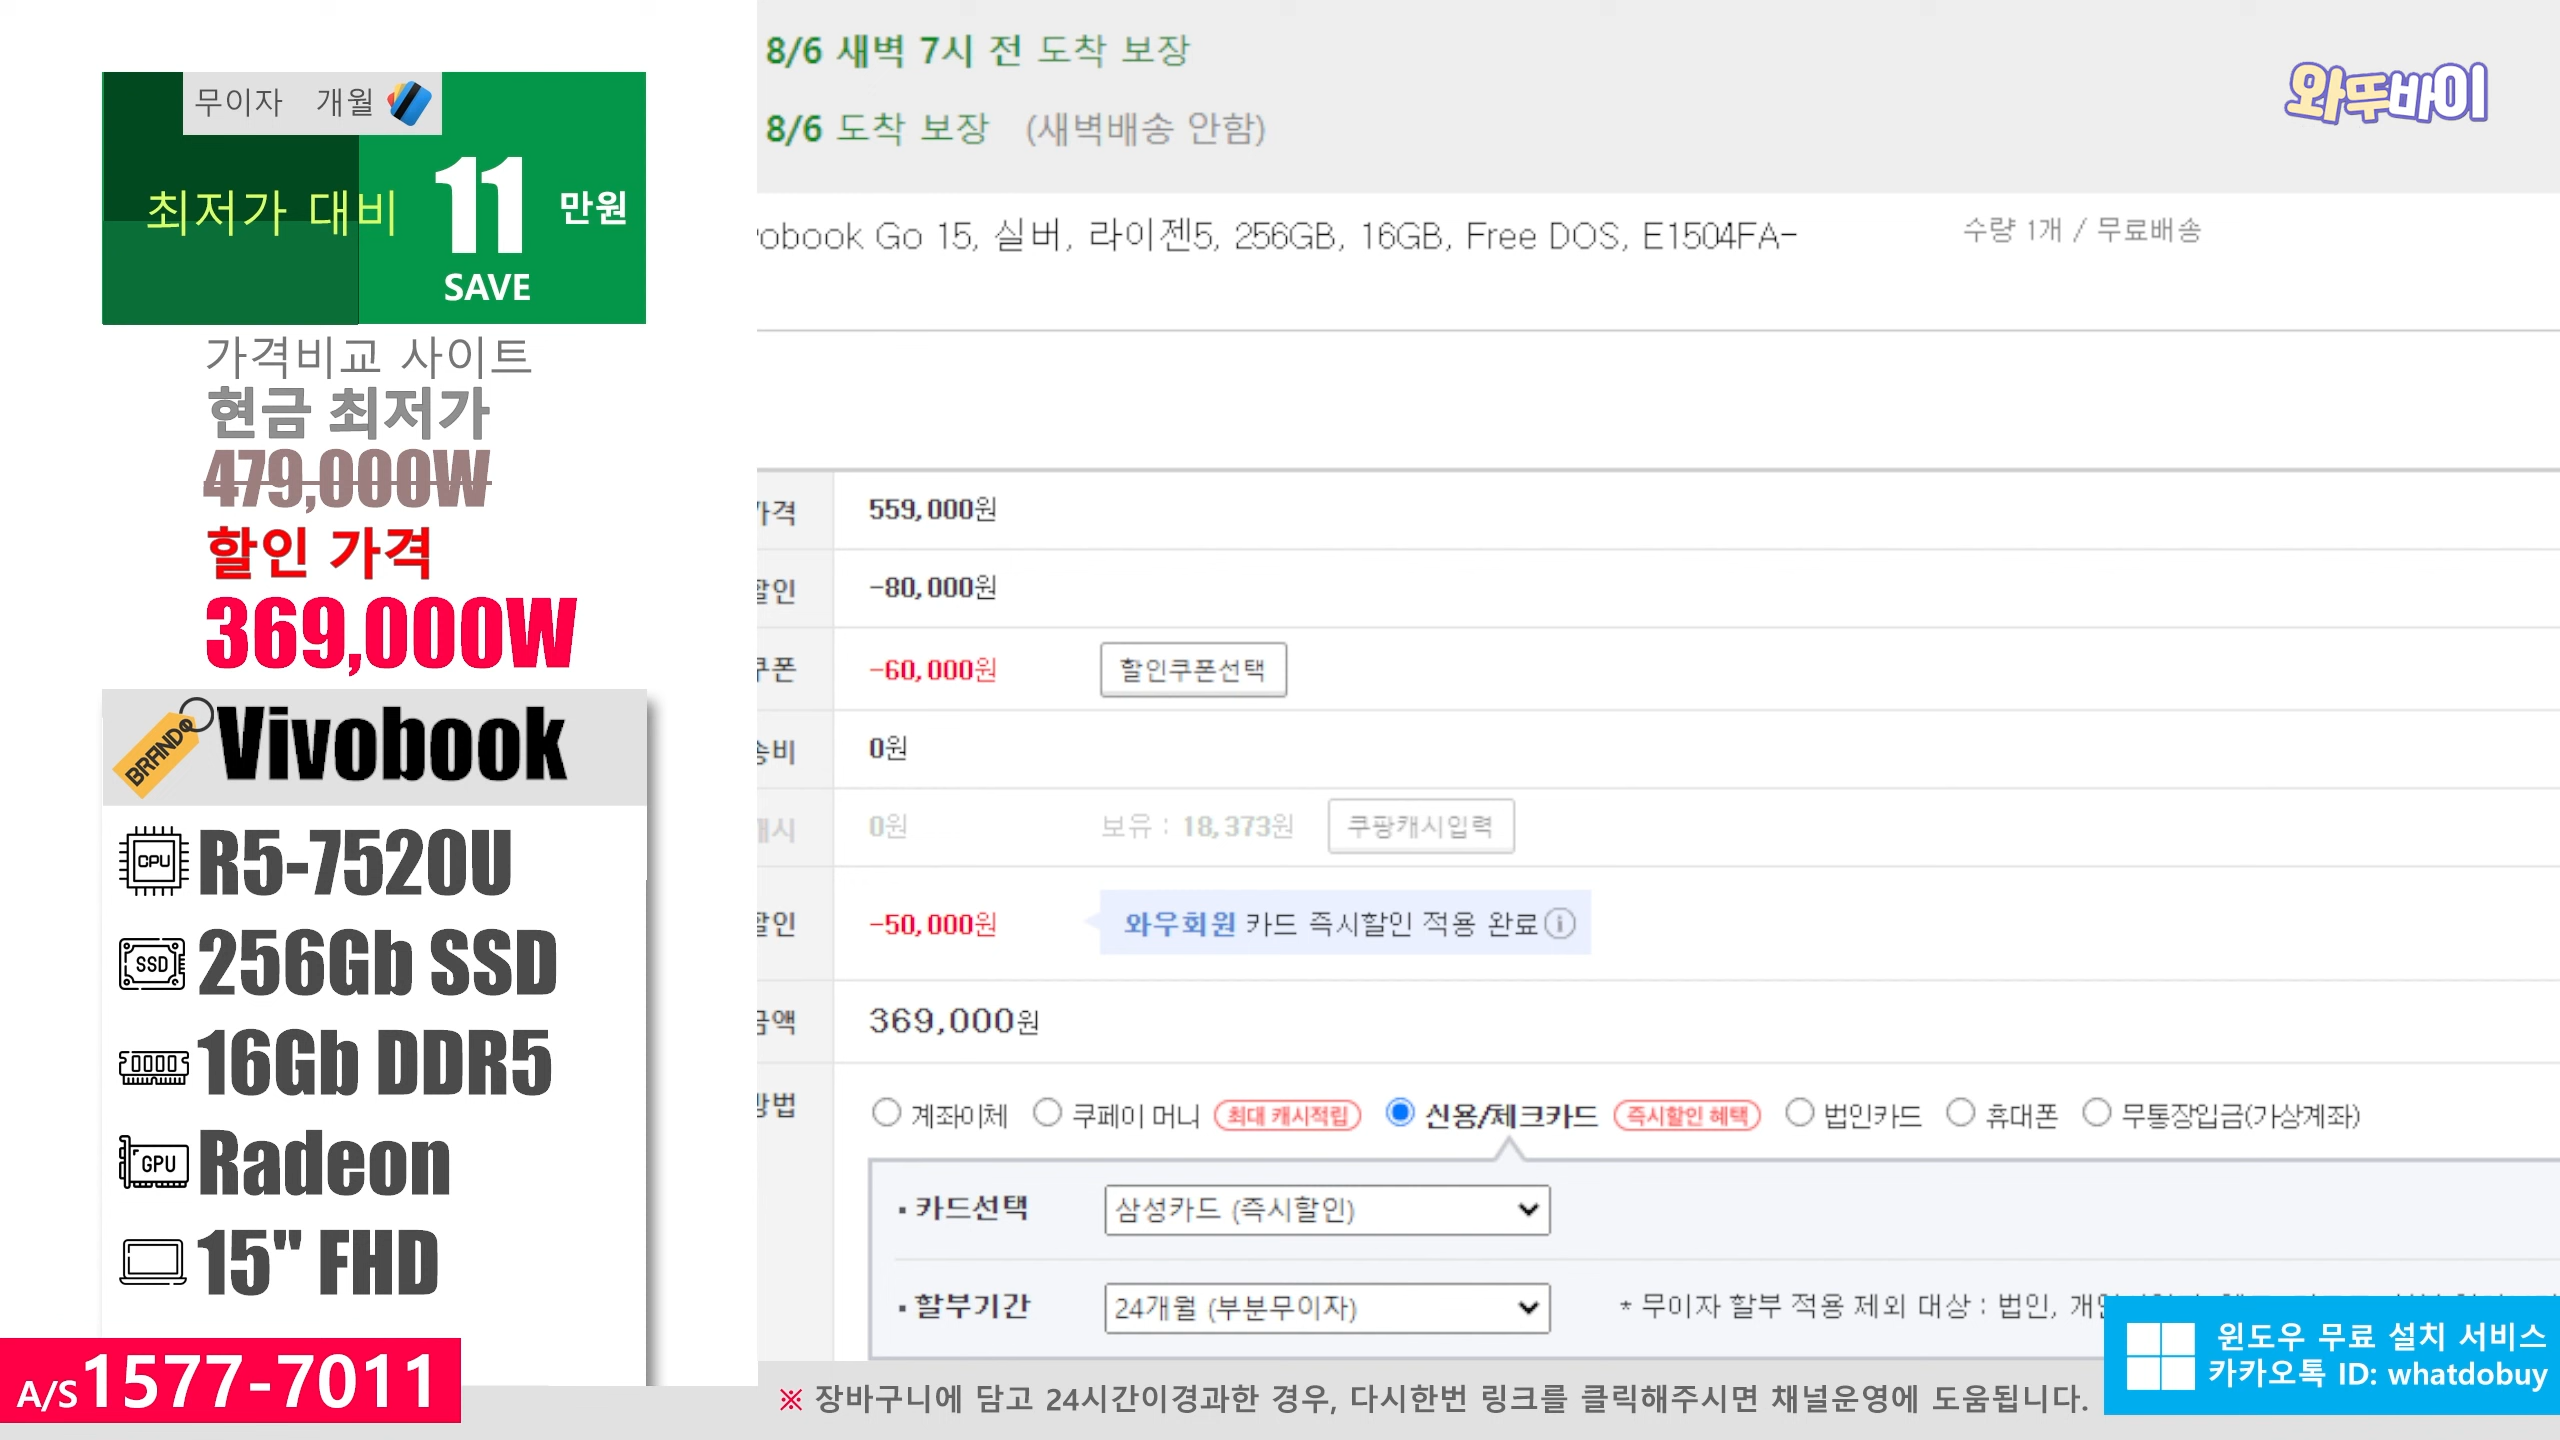 무이자 개월
최저가 대비 11 만원
SAVE
가격비교 사이트
현금 최저가
479,000W
할인 가격
369,000W
BRAND
Vivobook
CPU R5-7520U
SSD 256Gb SSD
16Gb DDR5
GPU Radeon
15" FHD
A/S 1577-7011
8/6 새벽 7시 전 도착 보장
8/6 도착 보장 (새벽배송 안함)
와뚜바이
vobook Go 15, 실버, 라이젠5, 256GB, 16GB, Free DOS, E1504FA-
수량 1개 / 무료배송
가격 559,000원
할인 -80,000원
쿠폰 -60,000원 할인쿠폰선택
송비 0원
캐시 0원 보유 : 18,373원 쿠팡캐시입력
할인 -50,000원 와우회원 카드 즉시할인 적용 완료
금액 369,000원
방법 계좌이체 쿠페이 머니 최대 캐시적립 신용/체크카드 즉시할인 혜택 법인카드 휴대폰 무통장입금(가상계좌)
카드선택 삼성카드 (즉시할인)
할부기간 24개월 (부분무이자) * 무이자 할부 적용 제외 대상 : 법인,
※ 장바구니에 담고 24시간이경과한 경우, 다시한번 링크를 클릭해주시면 채널운영에 도움됩니다.
윈도우 무료 설치 서비스
카카오톡 ID: whatdobuy